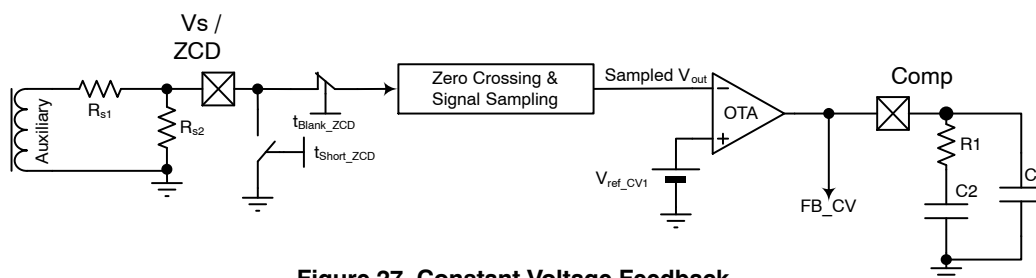 Vs /
ZCD
Auxiliary
Rs1
Rs2
tBlank_ZCD
tShort_ZCD
Zero Crossing &
Signal Sampling
Sampled Vout
OTA
Vref_CV1
FB_CV
Comp
R1
C2
Figure 27. Constant Voltage Feedback